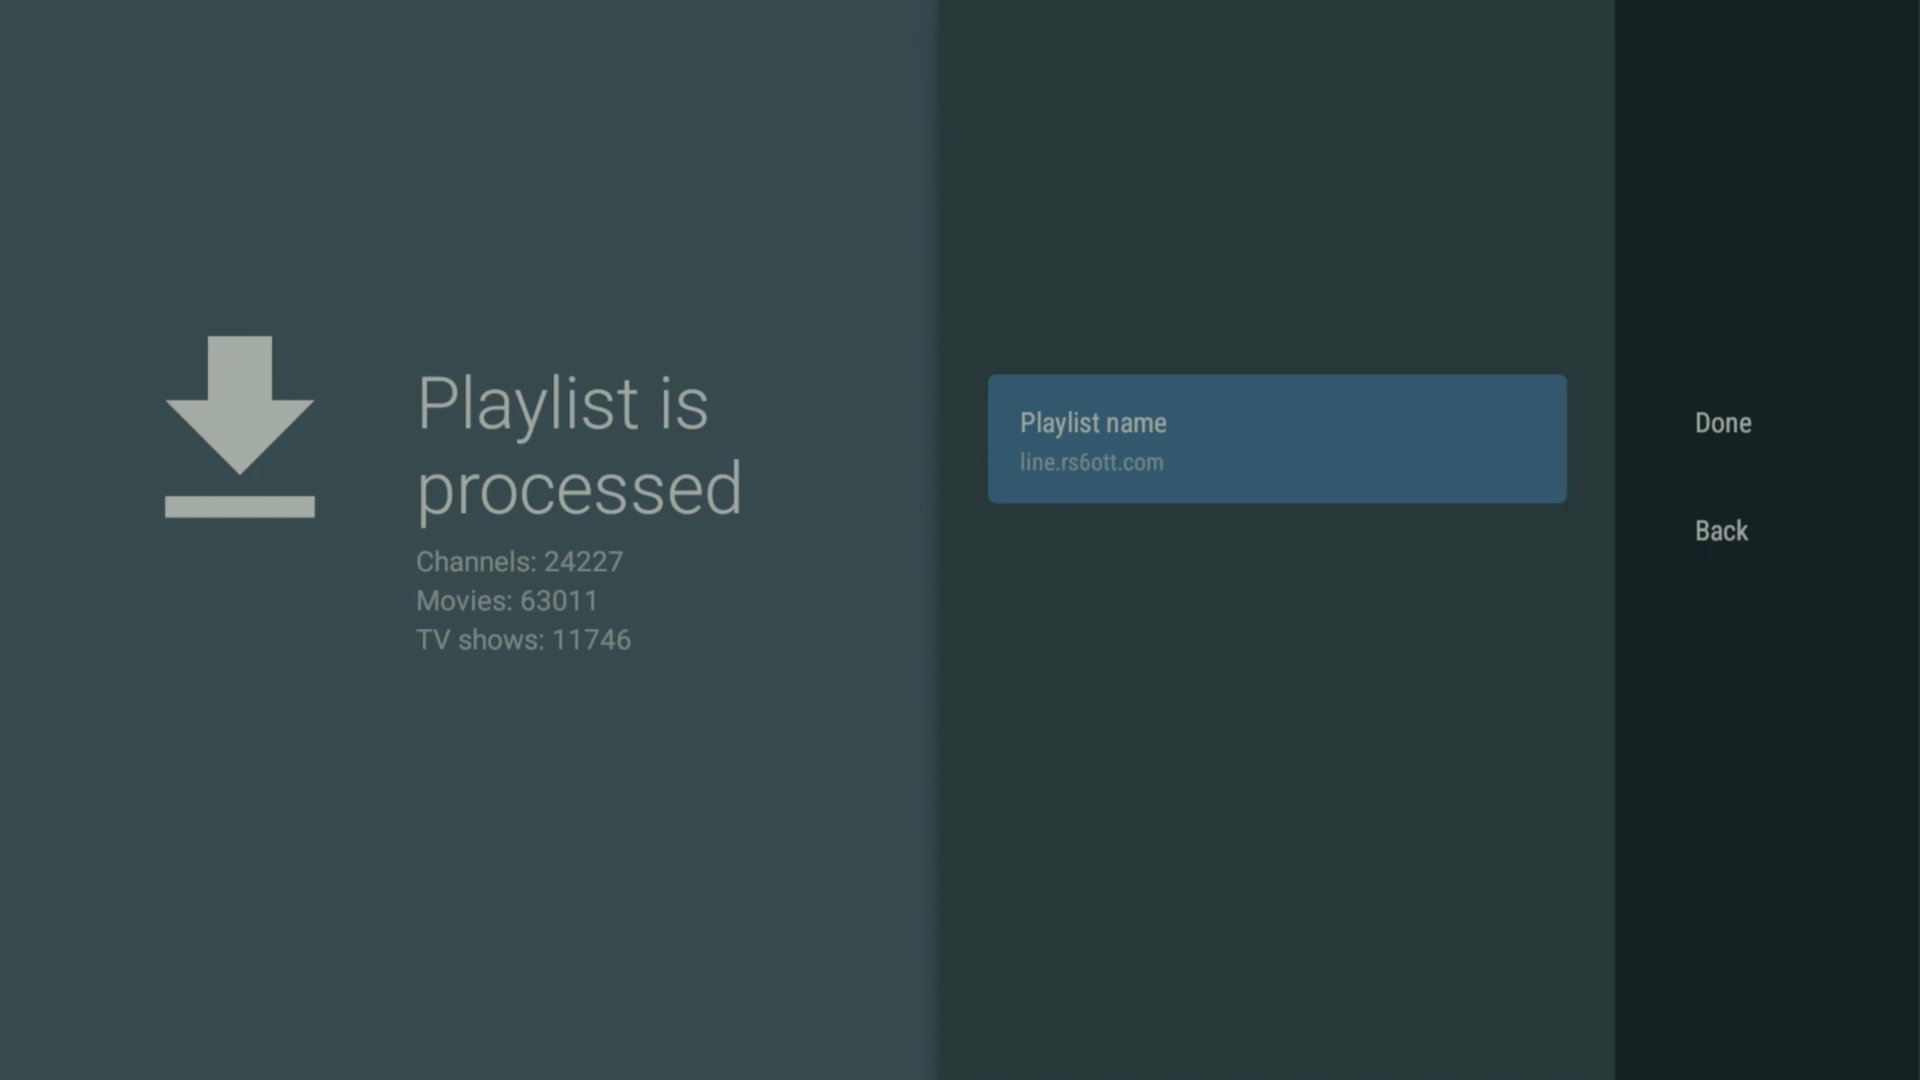 Playlist is
processed
Channels: 24227
Movies: 63011
TV shows: 11746
Playlist name
line.rs6ott.com
Done
Back